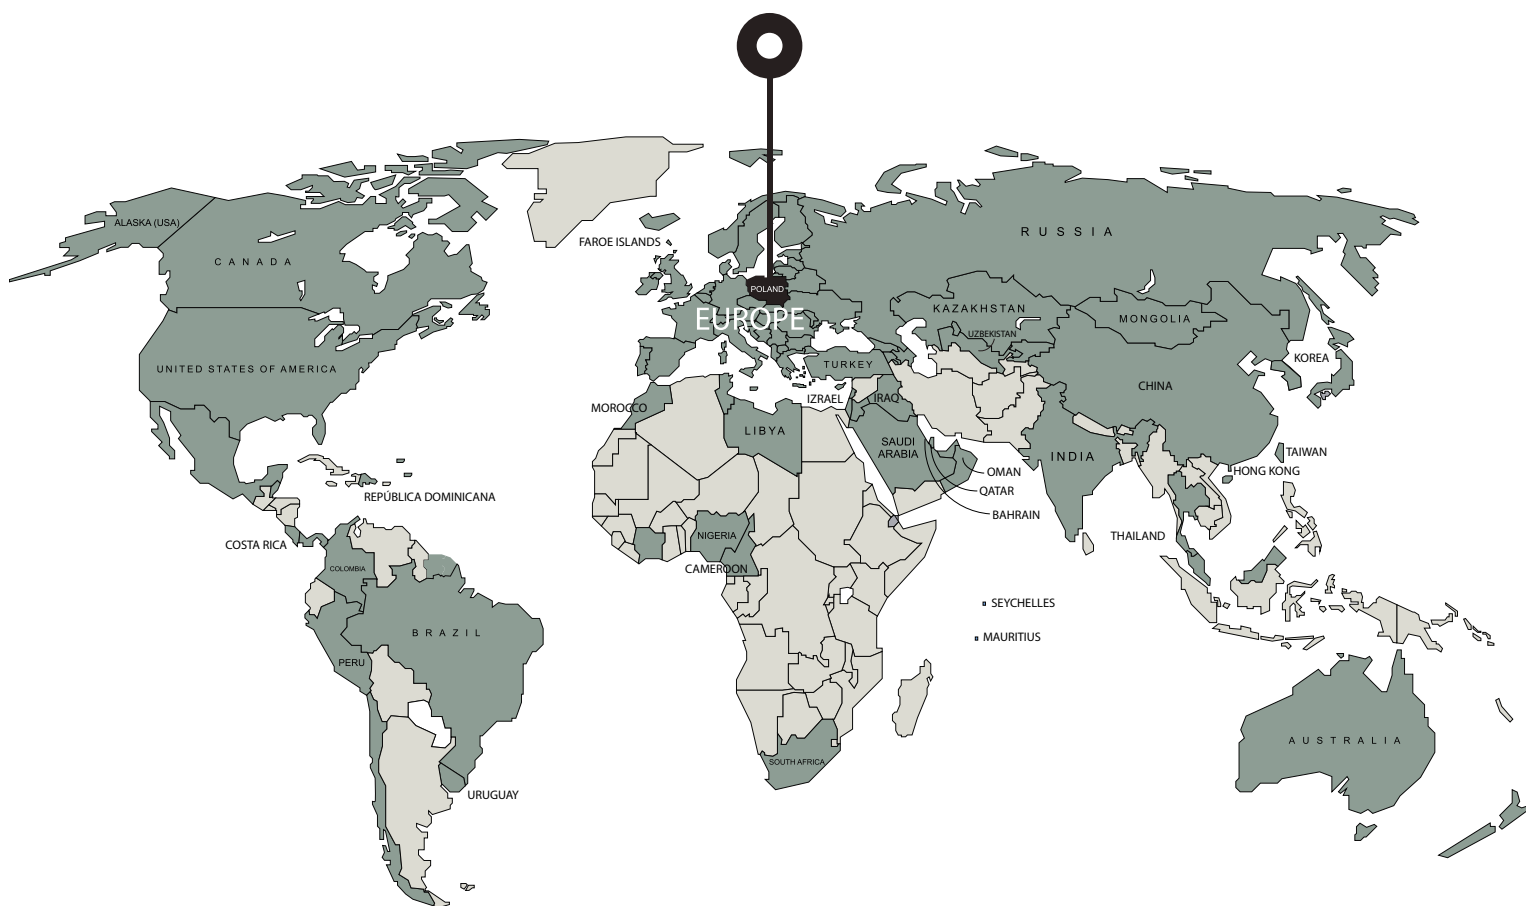 ALASKA (USA)
CANADA
RUSSIA
FAROE ISLANDS
POLAND
EUROPE
KAZAKHSTAN
MONGOLIA
UZBEKISTAN
KOREA
UNITED STATES OF AMERICA
TURKEY
CHINA
MOROCCO
IZRAEL
IRAQ
LIBYA
SAUDI
ARABIA
INDIA
TAIWAN
HONG KONG
OMAN
QATAR
BAHRAIN
REPÚBLICA DOMINICANA
COSTA RICA
NIGERIA
THAILAND
COLOMBIA
CAMEROON
SEYCHELLES
BRAZIL
MAURITIUS
PERU
AUSTRALIA
SOUTH AFRICA
URUGUAY